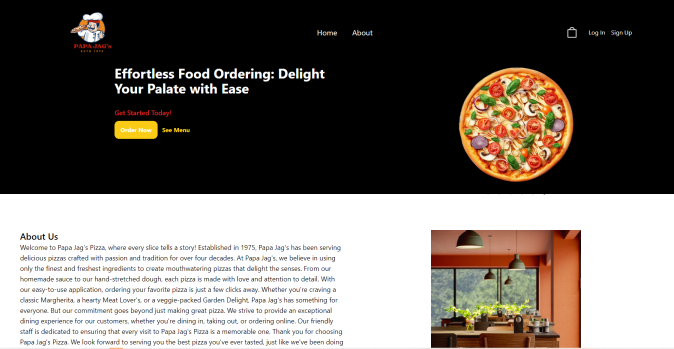 PAPA JAG's
ESTD 1975
Home About
Log In Sign Up
Effortless Food Ordering: Delight
Your Palate with Ease
Get Started Today!
Order Now See Menu
About Us
Welcome to Papa Jag's Pizza, where every slice tells a story! Established in 1975, Papa Jag's has been serving
delicious pizzas crafted with passion and tradition for over four decades. At Papa Jag's, we believe in using
only the finest and freshest ingredients to create mouthwatering pizzas that delight the senses. From our
homemade sauce to our hand-stretched dough, each pizza is made with love and attention to detail. With
our easy-to-use application, ordering your favorite pizza is just a few clicks away. Whether you're craving a
classic Margherita, a hearty Meat Lover's, or a veggie-packed Garden Delight, Papa Jag's has something for
everyone. But our commitment goes beyond just making great pizza. We strive to provide an exceptional
dining experience for our customers, whether you're dining in, taking out, or ordering online. Our friendly
staff is dedicated to ensuring that every visit to Papa Jag's Pizza is a memorable one. Thank you for choosing
Papa Jag's Pizza. We look forward to serving you the best pizza you've ever tasted, just like we've been doing